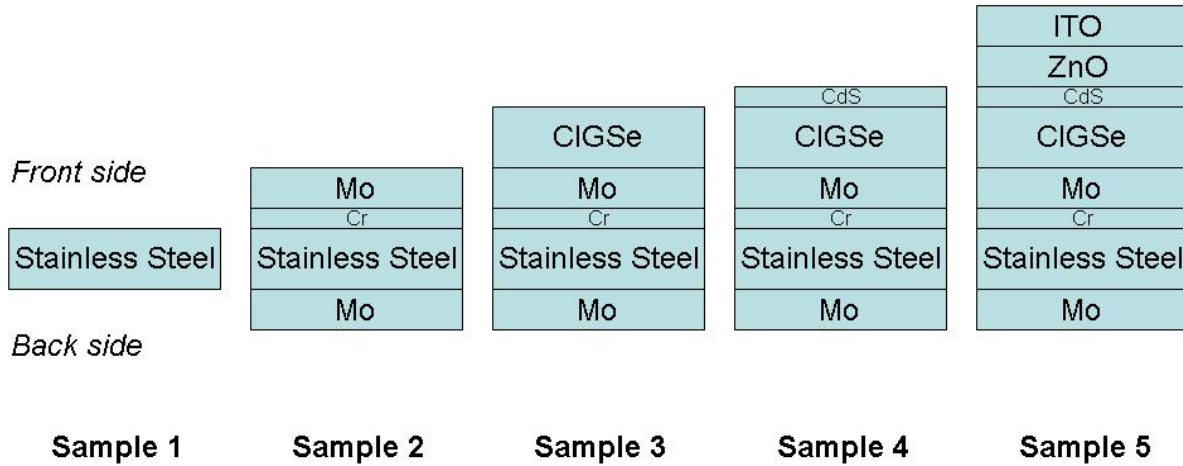 ITO
ZnO
CdS CdS
CIGSe CIGSe CIGSe
Front side
Mo Mo Mo Mo
Cr Cr Cr Cr
Stainless Steel Stainless Steel Stainless Steel Stainless Steel Stainless Steel
Mo Mo Mo Mo
Back side
Sample 1 Sample 2 Sample 3 Sample 4 Sample 5